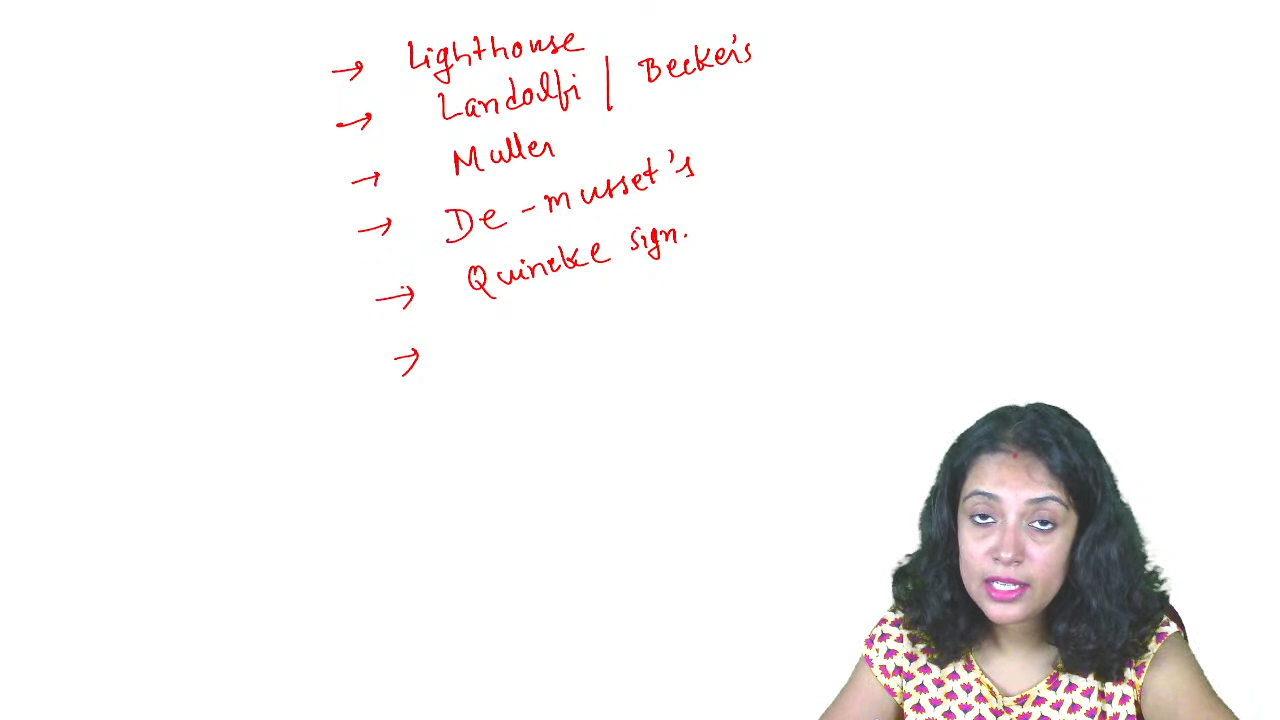 → Lighthouse
→ Landolfi | Becker's
→ Muller
→ De-musset's
→ Quincke sign.
→